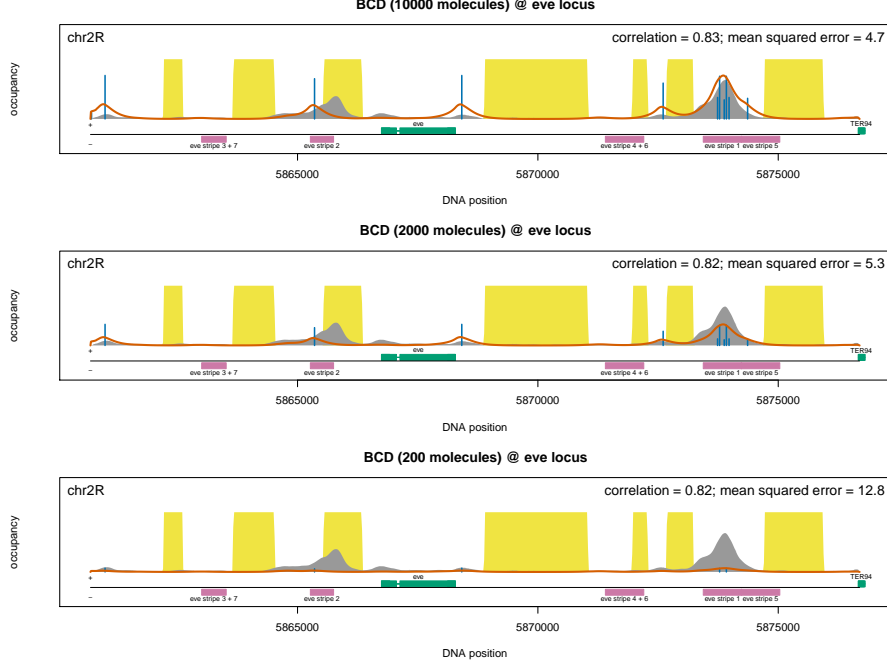 BCD (10000 molecules) @ eve locus
chr2R
correlation = 0.83; mean squared error = 4.7
occupancy
+
eve
TER94
−
eve stripe 3 + 7
eve stripe 2
eve stripe 4 + 6
eve stripe 1
eve stripe 5
5865000
5870000
5875000
DNA position
BCD (2000 molecules) @ eve locus
chr2R
correlation = 0.82; mean squared error = 5.3
occupancy
+
eve
TER94
−
eve stripe 3 + 7
eve stripe 2
eve stripe 4 + 6
eve stripe 1
eve stripe 5
5865000
5870000
5875000
DNA position
BCD (200 molecules) @ eve locus
chr2R
correlation = 0.82; mean squared error = 12.8
occupancy
+
eve
TER94
−
eve stripe 3 + 7
eve stripe 2
eve stripe 4 + 6
eve stripe 1
eve stripe 5
5865000
5870000
5875000
DNA position